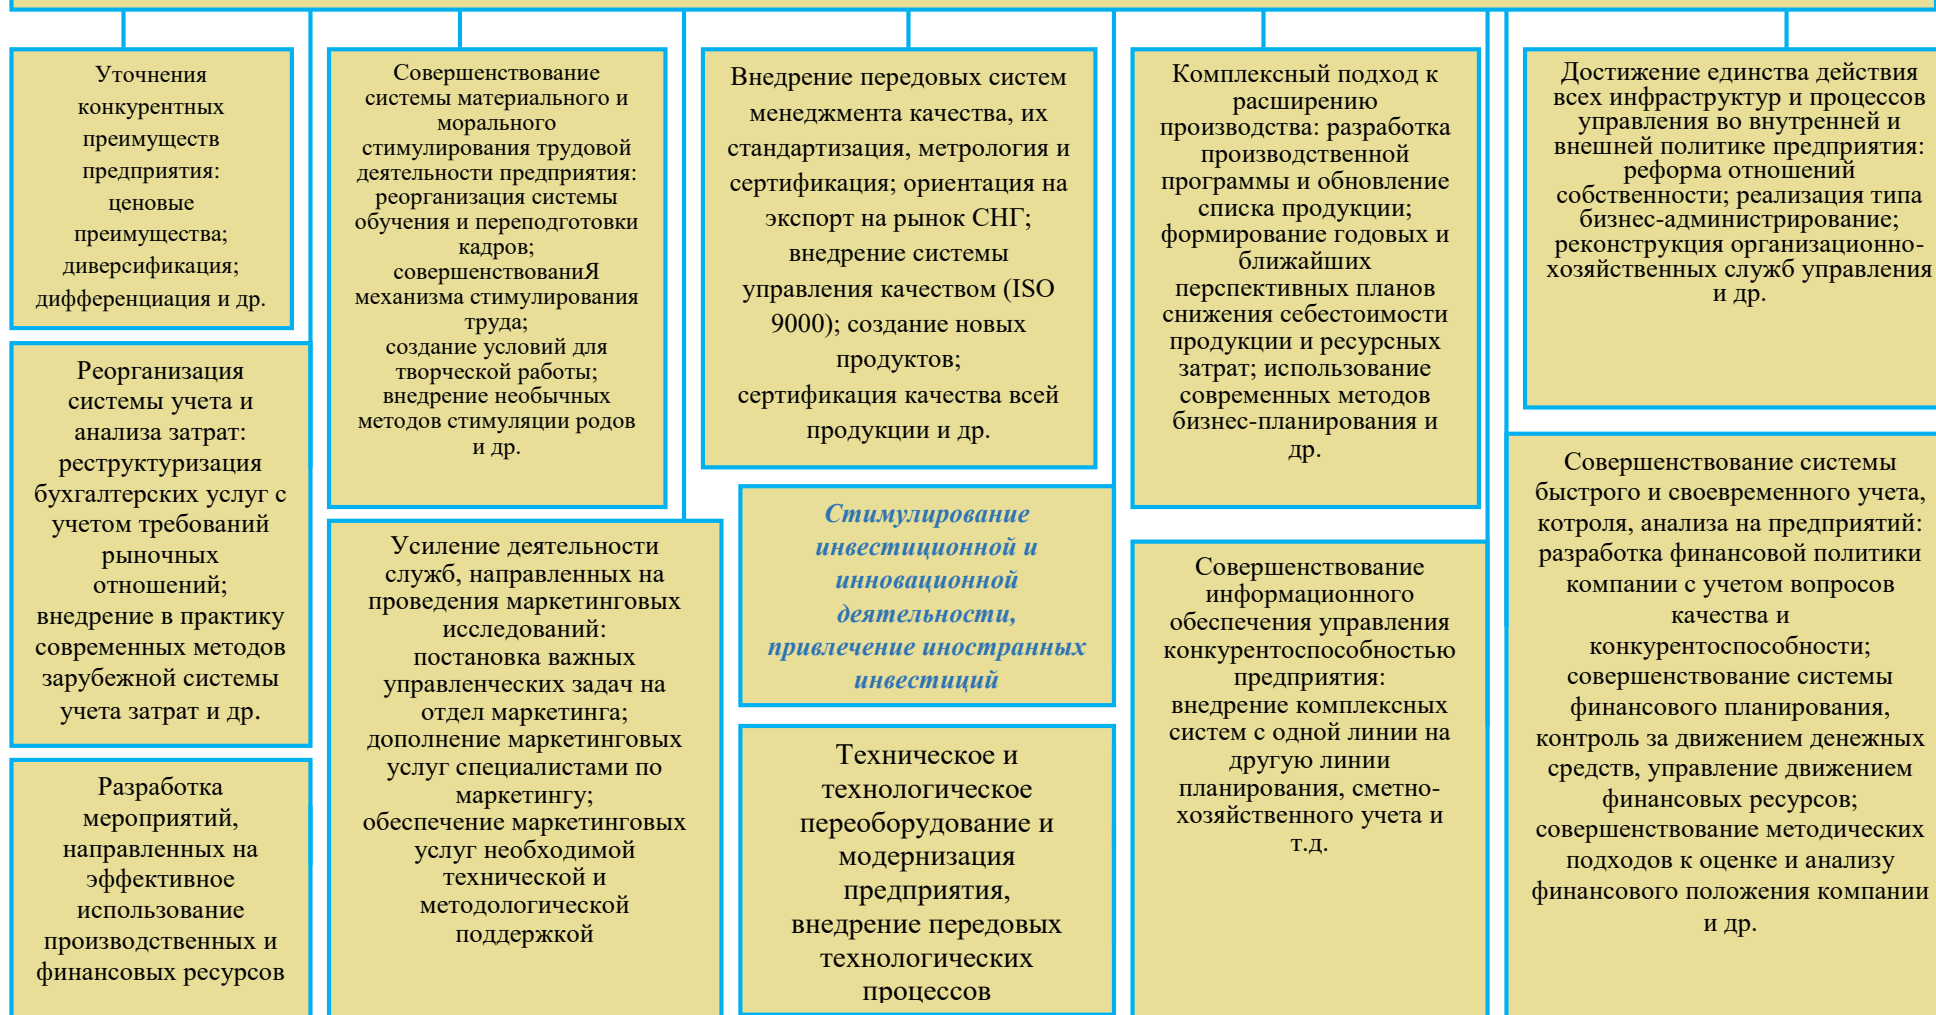 Уточнения
конкурентных
преимуществ
предприятия:
ценовые
преимущества;
диверсификация;
дифференциация и др.
Реорганизация
системы учета и
анализа затрат:
реструктуризация
бухгалтерских услуг с
учетом требований
рыночных
отношений;
внедрение в практику
современных методов
зарубежной системы
учета затрат и др.
Разработка
мероприятий,
направленных на
эффективное
использование
производственных и
финансовых ресурсов
Совершенствование
системы материального и
морального
стимулирования трудовой
деятельности предприятия:
реорганизация системы
обучения и переподготовки
кадров;
совершенствованиЯ
механизма стимулирования
труда;
создание условий для
творческой работы;
внедрение необычных
методов стимуляции родов
и др.
Усиление деятельности
служб, направленных на
проведения маркетинговых
исследований:
постановка важных
управленческих задач на
отдел маркетинга;
дополнение маркетинговых
услуг специалистами по
маркетингу;
обеспечение маркетинговых
услуг необходимой
технической и
методологической
поддержкой
Внедрение передовых систем
менеджмента качества, их
стандартизация, метрология и
сертификация; ориентация на
экспорт на рынок СНГ;
внедрение системы
управления качеством (ISO
9000); создание новых
продуктов;
сертификация качества всей
продукции и др.
Стимулирование
инвестиционной и
инновационной
деятельности,
привлечение иностранных
инвестиций
Техническое и
технологическое
переоборудование и
модернизация
предприятия,
внедрение передовых
технологических
процессов
Комплексный подход к
расширению
производства: разработка
производственной
программы и обновление
списка продукции;
формирование годовых и
ближайших
перспективных планов
снижения себестоимости
продукции и ресурсных
затрат; использование
современных методов
бизнес-планирования и
др.
Совершенствование
информационного
обеспечения управления
конкурентоспособностью
предприятия:
внедрение комплексных
систем с одной линии на
другую линии
планирования, сметно-
хозяйственного учета и
т.д.
Достижение единства действия
всех инфраструктур и процессов
управления во внутренней и
внешней политике предприятия:
реформа отношений
собственности; реализация типа
бизнес-администрирование;
реконструкция организационно-
хозяйственных служб управления
и др.
Совершенствование системы
быстрого и своевременного учета,
котроля, анализа на предприятий:
разработка финансовой политики
компании с учетом вопросов
качества и
конкурентоспособности;
совершенствование системы
финансового планирования,
контроль за движением денежных
средств, управление движением
финансовых ресурсов;
совершенствование методических
подходов к оценке и анализу
финансового положения компании
и др.